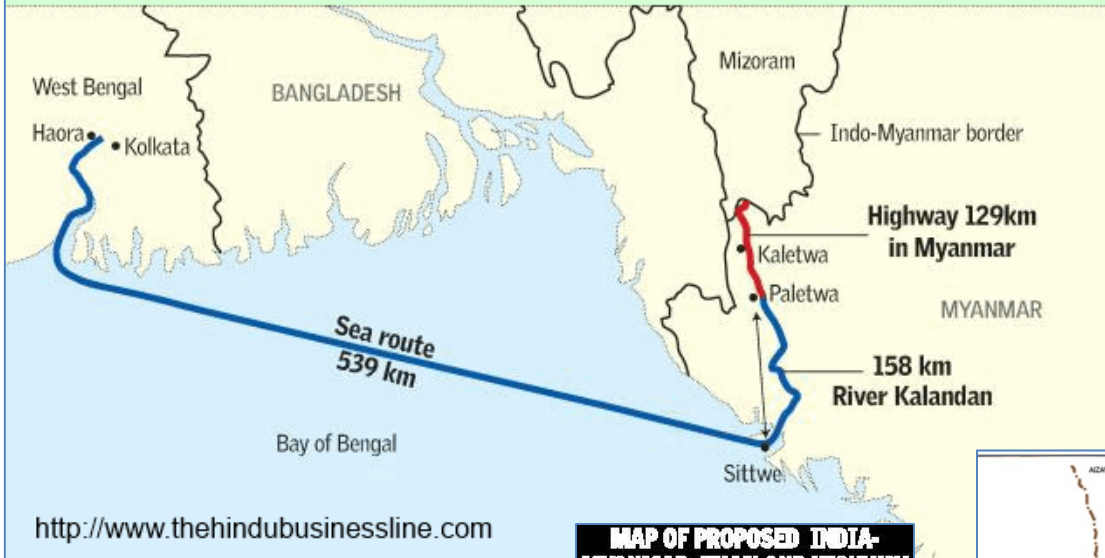 West Bengal
Haora
Kolkata
BANGLADESH
Mizoram
Indo-Myanmar border
Highway 129km
in Myanmar
Kaletwa
Paletwa
MYANMAR
158 km
River Kalandan
Sea route
539 km
Bay of Bengal
Sittwe
http://www.thehindubusinessline.com
MAP OF PROPOSED INDIA-